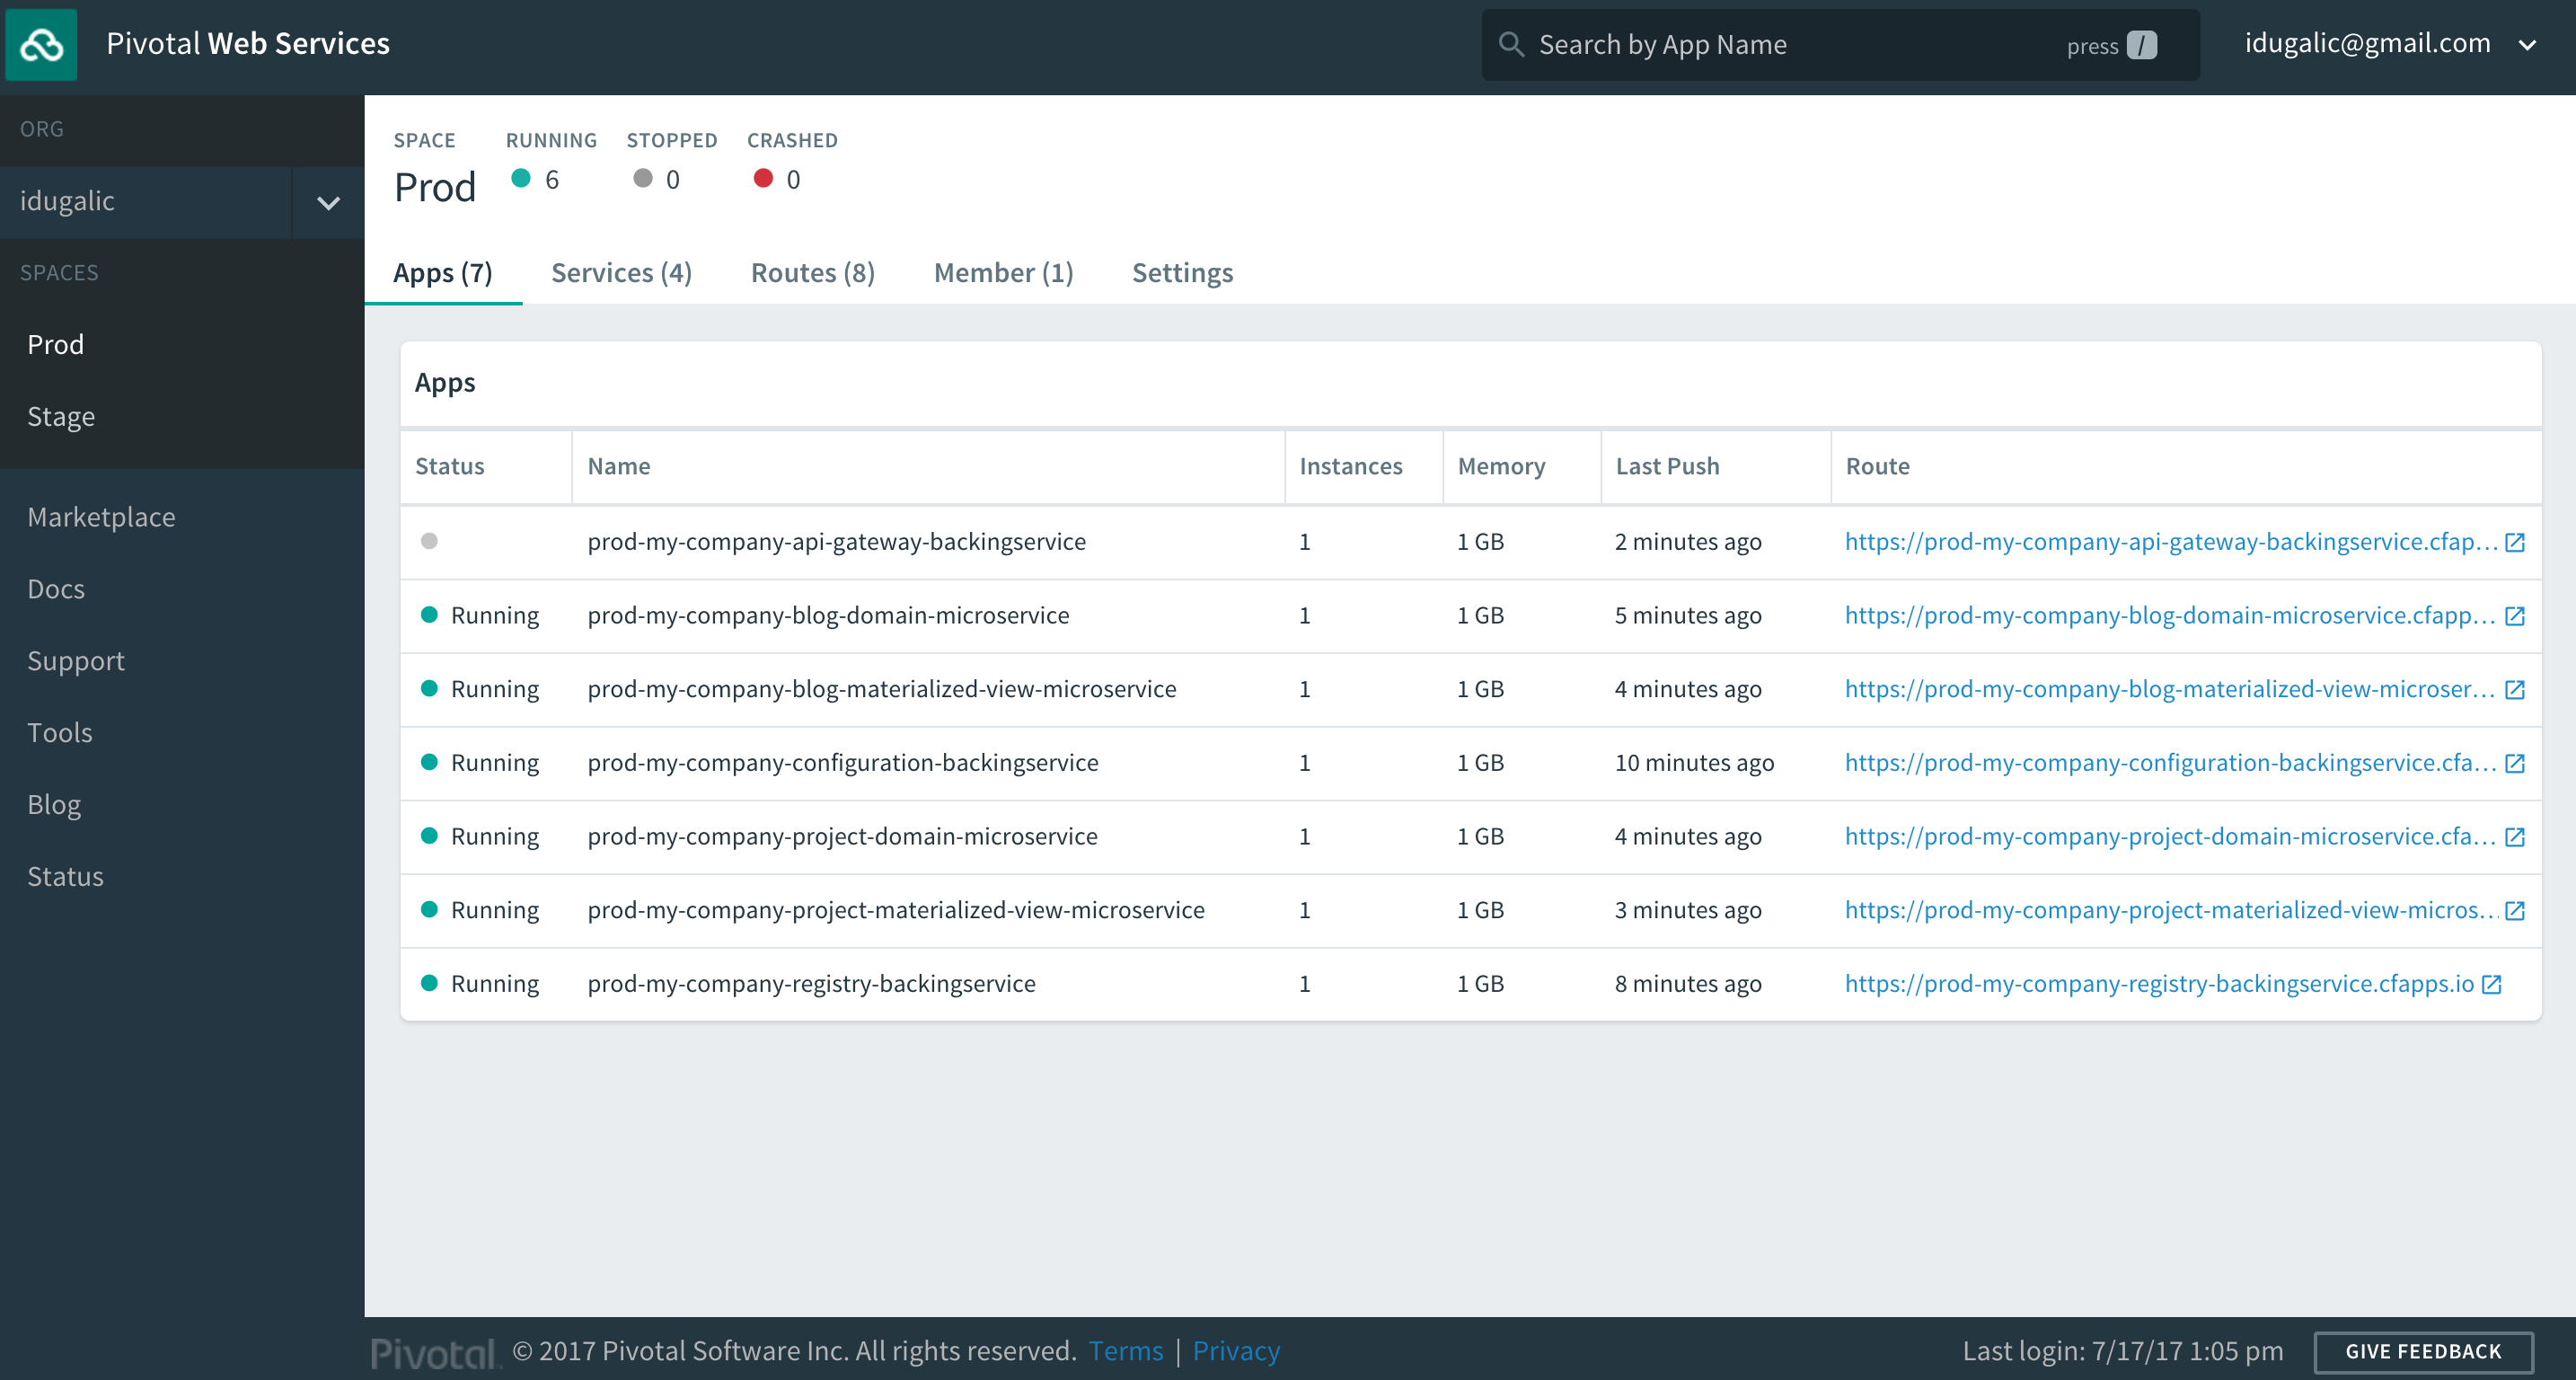 Pivotal Web Services
Search by App Name press /
idugalic@gmail.com
ORG
idugalic
SPACES
Prod
Stage
Marketplace
Docs
Support
Tools
Blog
Status
SPACE RUNNING STOPPED CRASHED
Prod 6 0 0
Apps (7) Services (4) Routes (8) Member (1) Settings
Apps
Status Name Instances Memory Last Push Route
prod-my-company-api-gateway-backingservice 1 1 GB 2 minutes ago https://prod-my-company-api-gateway-backingservice.cfap...
Running prod-my-company-blog-domain-microservice 1 1 GB 5 minutes ago https://prod-my-company-blog-domain-microservice.cfapp...
Running prod-my-company-blog-materialized-view-microservice 1 1 GB 4 minutes ago https://prod-my-company-blog-materialized-view-microser...
Running prod-my-company-configuration-backingservice 1 1 GB 10 minutes ago https://prod-my-company-configuration-backingservice.cfa...
Running prod-my-company-project-domain-microservice 1 1 GB 4 minutes ago https://prod-my-company-project-domain-microservice.cfa...
Running prod-my-company-project-materialized-view-microservice 1 1 GB 3 minutes ago https://prod-my-company-project-materialized-view-micros...
Running prod-my-company-registry-backingservice 1 1 GB 8 minutes ago https://prod-my-company-registry-backingservice.cfapps.io
Pivotal. © 2017 Pivotal Software Inc. All rights reserved. Terms | Privacy
Last login: 7/17/17 1:05 pm GIVE FEEDBACK